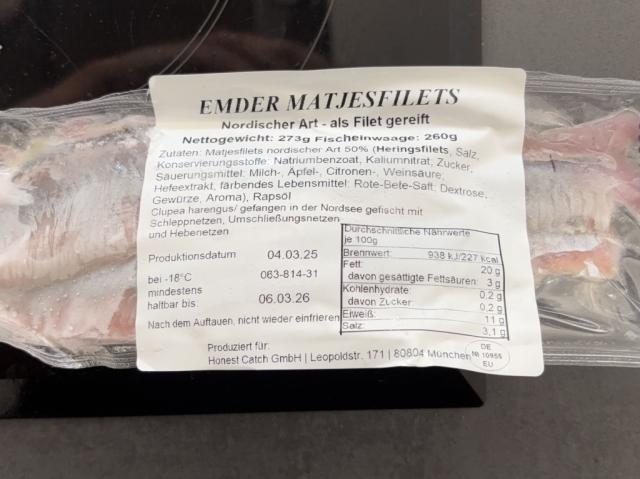 EMDER MATJESFILETS
Nordischer Art - als Filet gereift
Nettogewicht: 273g Fischeinwaage: 260g
Zutaten: Matjesfilets nordischer Art 50% (Heringsfilets, Salz,
Konservierungsstoffe: Natriumbenzoat, Kaliumnitrat, Zucker,
Säuerungsmittel: Milch-, Apfel-, Citronen-, Weinsäure,
Hefeextrakt, färbendes Lebensmittel: Rote-Bete-Saft, Dextrose,
Gewürze, Aroma), Rapsöl
Clupea harengus/ gefangen in der Nordsee gefischt mit
Schleppnetzen, Umschließungsnetzen
und Hebenetzen
Produktionsdatum 04.03.25
bei -18°C 063-814-31
mindestens
haltbar bis: 06.03.26
Nach dem Auftauen, nicht wieder einfrieren
Durchschnittliche Nährwerte
je 100g
Brennwert: 938 kJ/227 kcal
Fett: 20 g
davon gesättigte Fettsäuren: 3 g
Kohlenhydrate: 0,2 g
davon Zucker: 0,2 g
Eiweiß: 11 g
Salz: 3,1 g
Produziert für:
Honest Catch GmbH | Leopoldstr. 171 | 80804 München
DE
NI 10955
EU